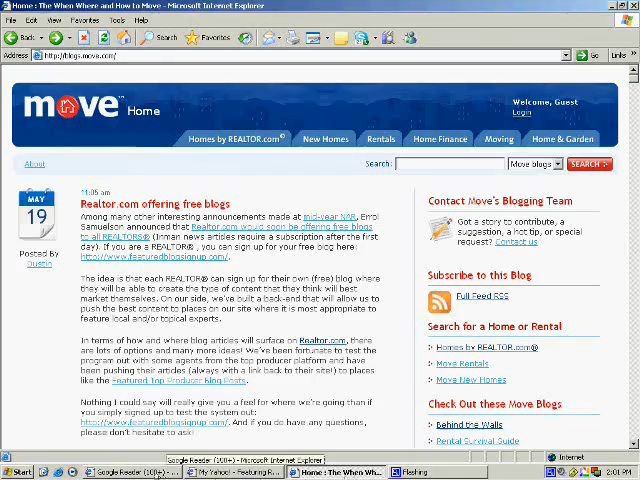 Home : The When Where and How to Move - Microsoft Internet Explorer
File Edit View Favorites Tools Help
Back Search Favorites
Address http://blogs.move.com/ Go Links »
move™ Home
Welcome, Guest
Login
Homes by REALTOR.com® New Homes Rentals Home Finance Moving Home & Garden
About Search: Move blogs SEARCH
MAY
19
Posted By
Dustin
11:05 am
Realtor.com offering free blogs
Among many other interesting announcements made at mid-year NAR, Errol
Samuelson announced that Realtor.com would soon be offering free blogs
to all REALTORS® (Inman news articles require a subscription after the first
day). If you are a REALTOR® , you can sign up for your free blog here:
http://www.featuredblogsignup.com/.
The idea is that each REALTOR® can sign up for their own (free) blog where
they will be able to create the type of content that they think will best
market themselves. On our side, we've built a back-end that will allow us to
push the best content to places on our site where it is most appropriate to
feature local and/or topical experts.
In terms of how and where blog articles will surface on Realtor.com, there
are lots of options and many more ideas! We've been fortunate to test the
program out with some agents from the top producer platform and have
been pushing their articles (always with a link back to their site!) to places
like the Featured Top Producer Blog Posts.
Nothing I could say will really give you a feel for where we're going than if
you simply signed up to test the system out:
http://www.featuredblogsignup.com/. And if you do have any questions,
please don't hesitate to ask!
Contact Move's Blogging Team
Got a story to contribute, a
suggestion, a hot tip, or special
request? Contact us
Subscribe to this Blog
Full Feed RSS
Search for a Home or Rental
Homes by REALTOR.com®
Move Rentals
Move New Homes
Check Out these Move Blogs
Behind the Walls
Rental Survival Guide
Google Reader (100+) - Microsoft Internet Explorer
Internet
Start Google Reader (100+) - ... My Yahoo! - Featuring R... Home : The When Wh... Flashing 2:01 PM